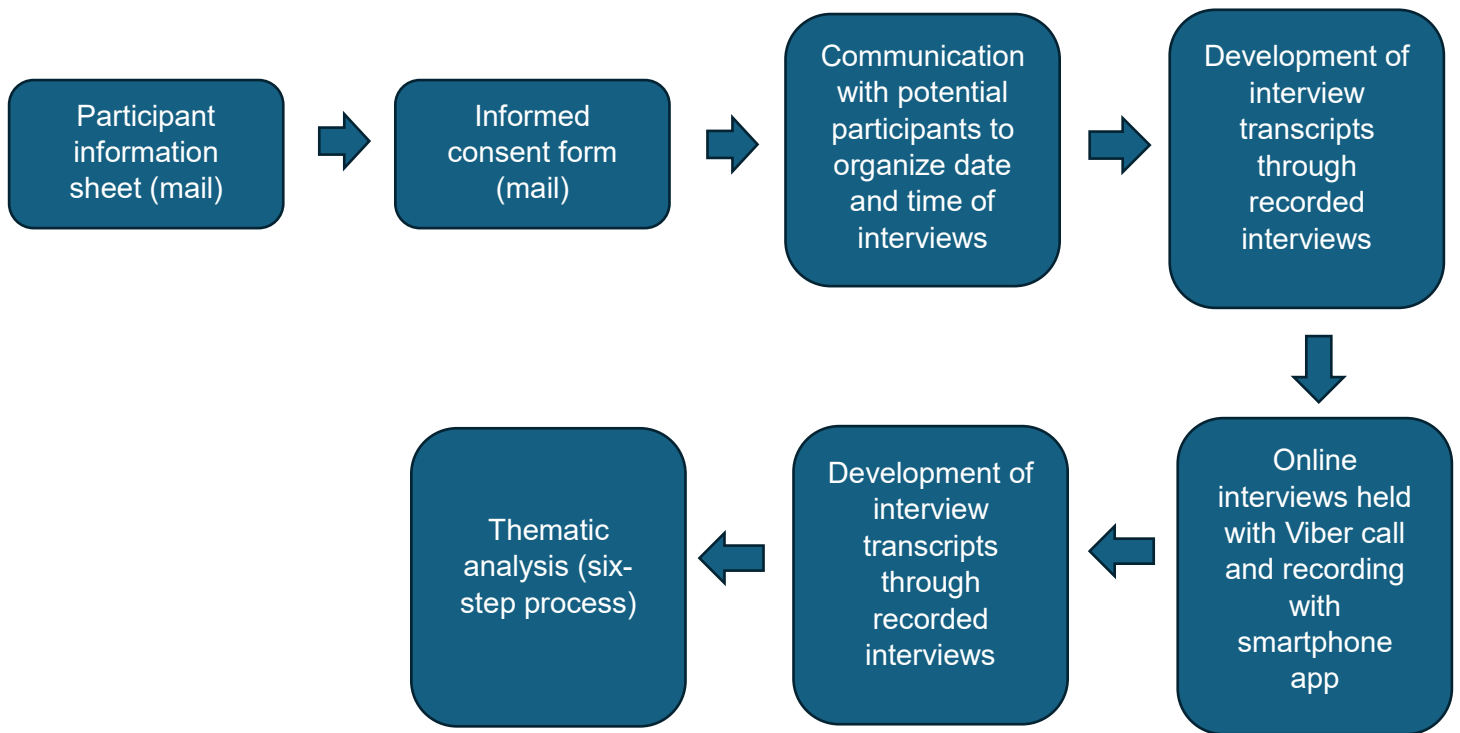 Participant
information
sheet (mail)
Informed
consent form
(mail)
Communication
with potential
participants to
organize date
and time of
interviews
Development of
interview
transcripts
through
recorded
interviews
Online
interviews held
with Viber call
and recording
with
smartphone
app
Development of
interview
transcripts
through
recorded
interviews
Thematic
analysis (six-
step process)